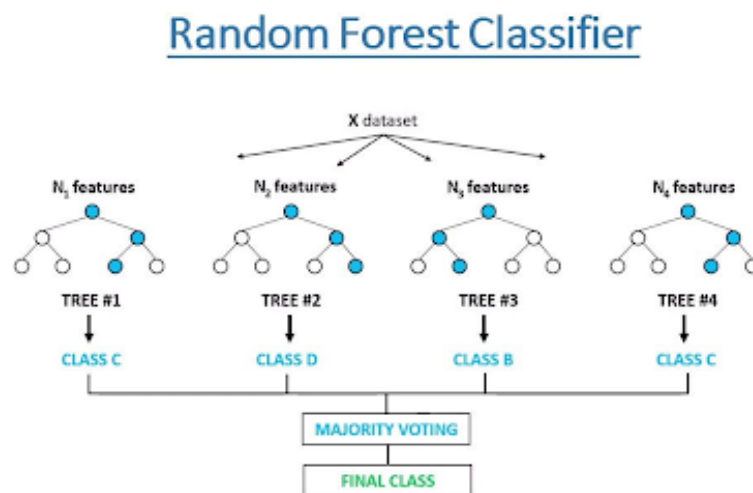 Random Forest Classifier
X dataset
N₁ features N₂ features N₃ features N₄ features
TREE #1 TREE #2 TREE #3 TREE #4
CLASS C CLASS D CLASS B CLASS C
MAJORITY VOTING
FINAL CLASS